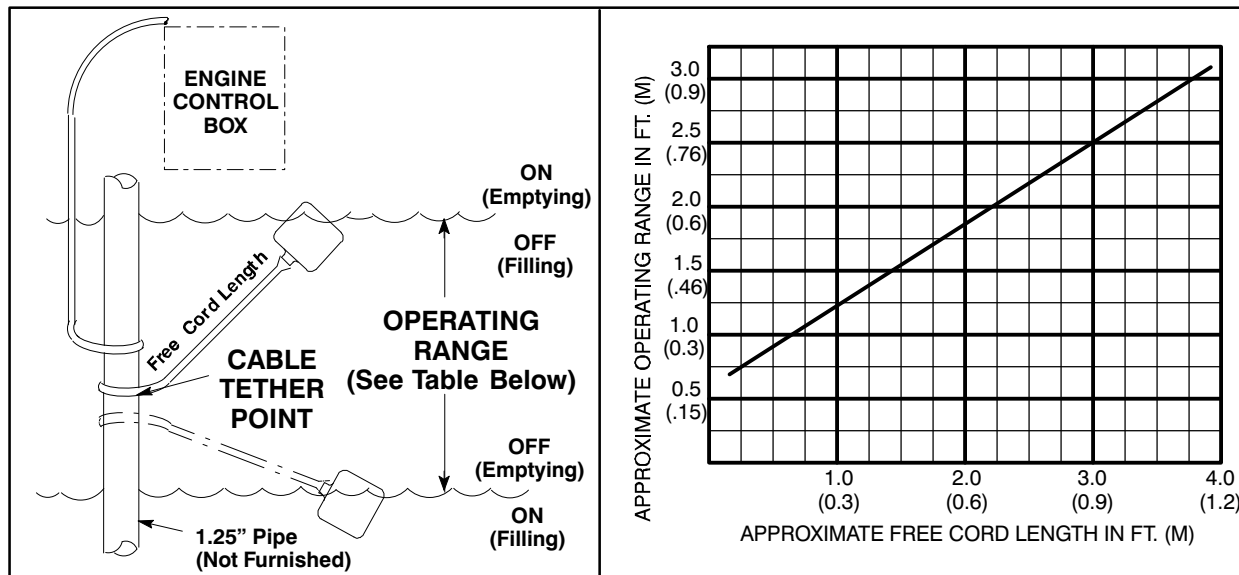 ENGINE
CONTROL
BOX
ON
(Emptying)
OFF
(Filling)
Free Cord Length
OPERATING
RANGE
(See Table Below)
CABLE
TETHER
POINT
OFF
(Emptying)
ON
(Filling)
1.25” Pipe
(Not Furnished)
APPROXIMATE OPERATING RANGE IN FT. (M)
3.0
(0.9)
2.5
(.76)
2.0
(0.6)
1.5
(.46)
1.0
(0.3)
0.5
(.15)
1.0 2.0 3.0 4.0
(0.3) (0.6) (0.9) (1.2)
APPROXIMATE FREE CORD LENGTH IN FT. (M)